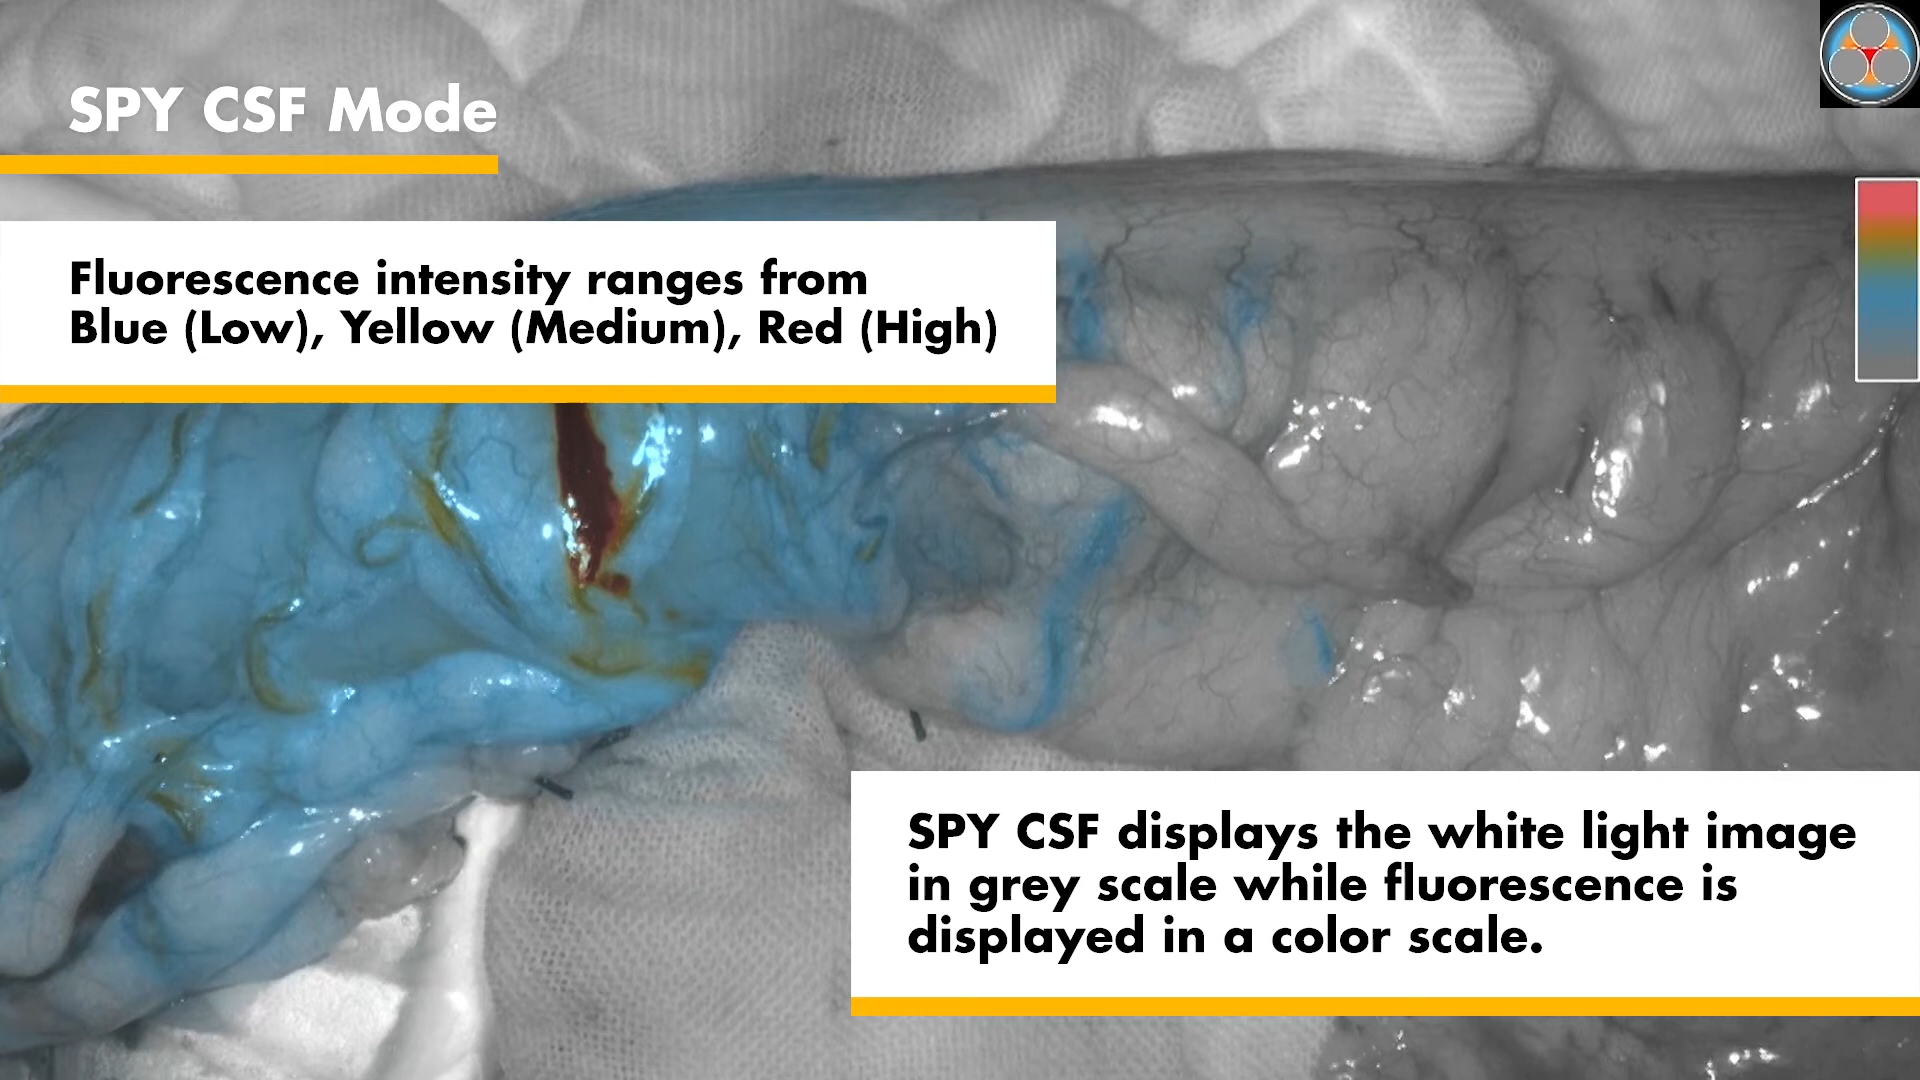 SPY CSF Mode
Fluorescence intensity ranges from
Blue (Low), Yellow (Medium), Red (High)
SPY CSF displays the white light image
in grey scale while fluorescence is
displayed in a color scale.